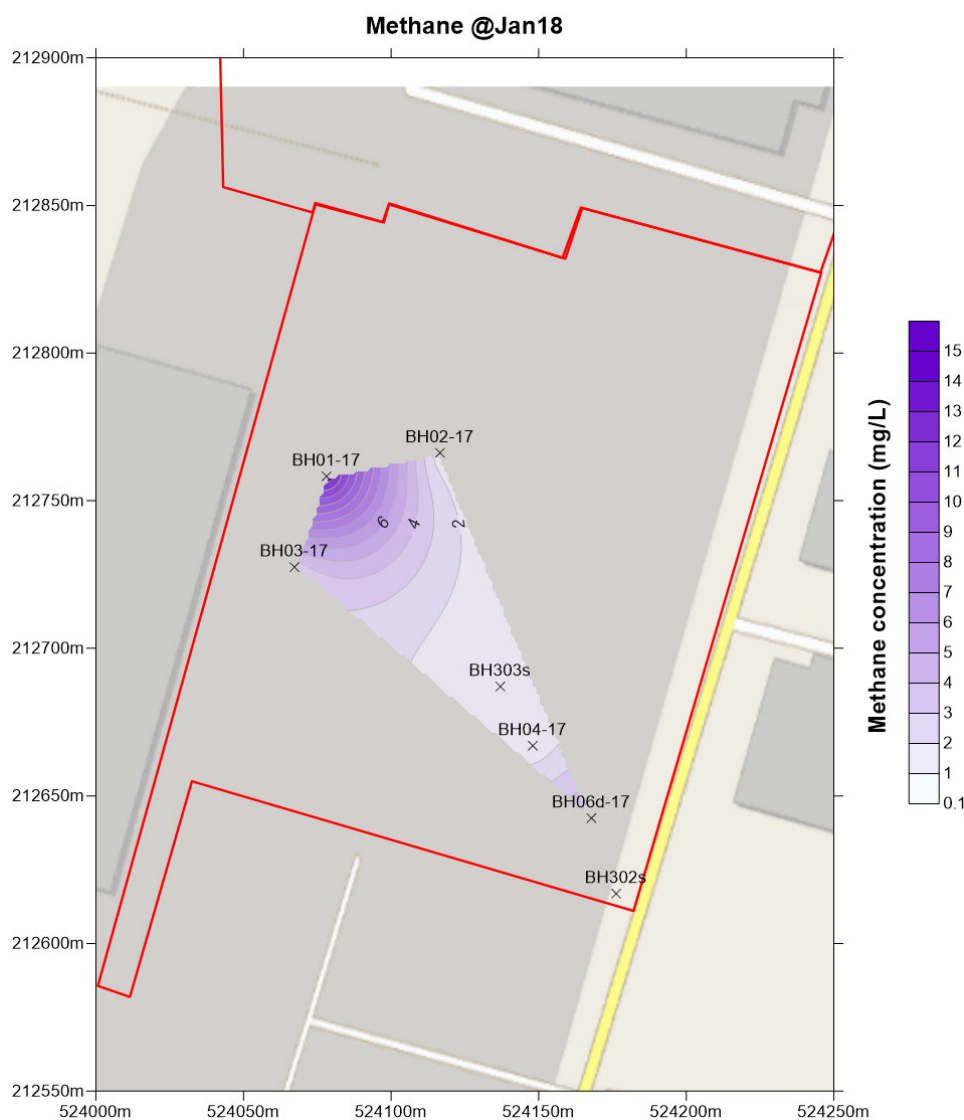 Methane @Jan18
212900m
212850m
212800m
212750m
212700m
212650m
212600m
212550m
524000m
524050m
524100m
524150m
524200m
524250m
BH02-17
BH01-17
BH03-17
6
4
2
BH303s
BH04-17
BH06d-17
BH302s
Methane concentration (mg/L)
15
14
13
12
11
10
9
8
7
6
5
4
3
2
1
0.1